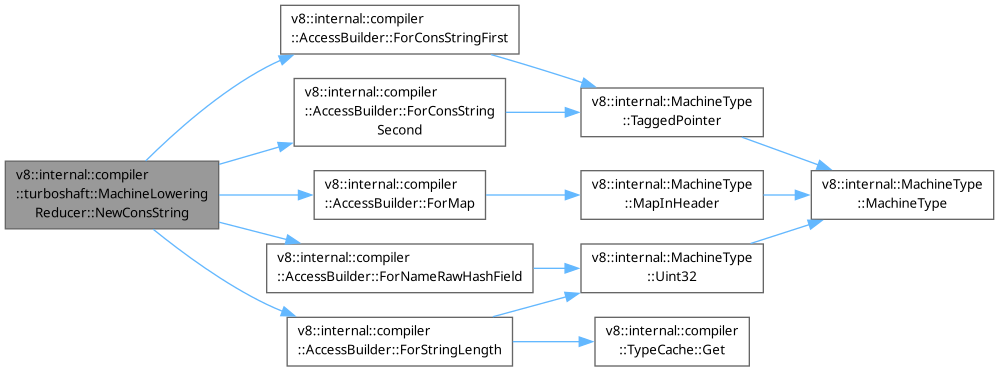 v8::internal::compiler
::AccessBuilder::ForConsStringFirst
v8::internal::compiler
::AccessBuilder::ForConsString
Second
v8::internal::MachineType
::TaggedPointer
v8::internal::compiler
::turboshaft::MachineLowering
Reducer::NewConsString
v8::internal::compiler
::AccessBuilder::ForMap
v8::internal::MachineType
::MapInHeader
v8::internal::MachineType
::MachineType
v8::internal::compiler
::AccessBuilder::ForNameRawHashField
v8::internal::MachineType
::Uint32
v8::internal::compiler
::AccessBuilder::ForStringLength
v8::internal::compiler
::TypeCache::Get